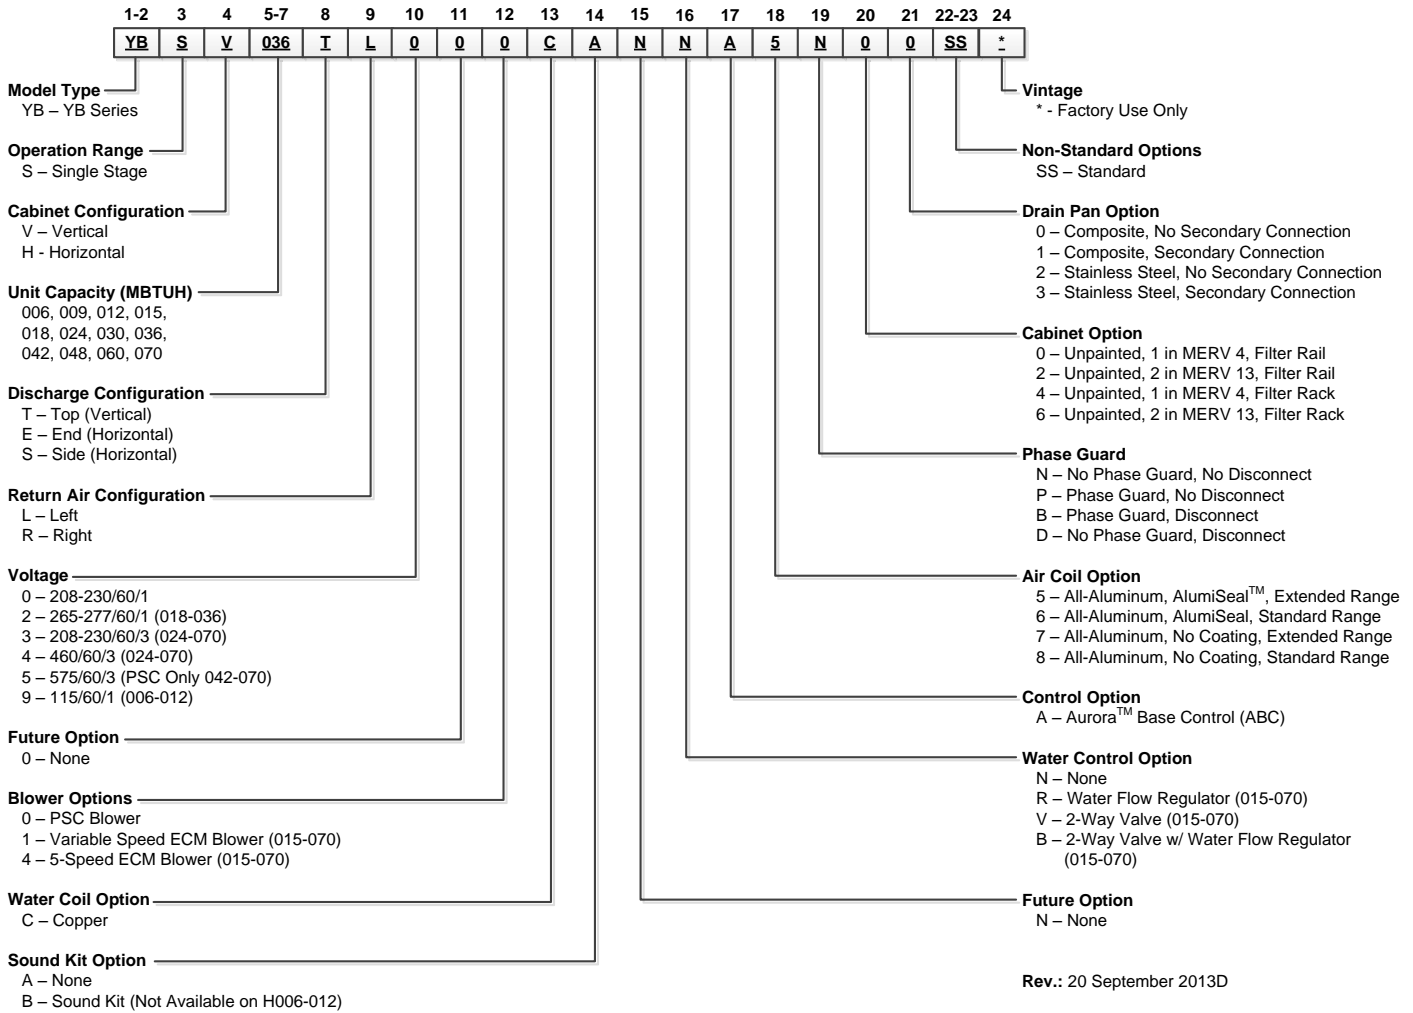 1-2 3 4 5-7 8 9 10 11 12 13 14 15 16 17 18 19 20 21 22-23 24
YB S V 036 T L 0 0 0 C A N N A 5 N 0 0 SS *
Model Type
YB – YB Series
Operation Range
S – Single Stage
Cabinet Configuration
V – Vertical
H - Horizontal
Unit Capacity (MBTUH)
006, 009, 012, 015,
018, 024, 030, 036,
042, 048, 060, 070
Discharge Configuration
T – Top (Vertical)
E – End (Horizontal)
S – Side (Horizontal)
Return Air Configuration
L – Left
R – Right
Voltage
0 – 208-230/60/1
2 – 265-277/60/1 (018-036)
3 – 208-230/60/3 (024-070)
4 – 460/60/3 (024-070)
5 – 575/60/3 (PSC Only 042-070)
9 – 115/60/1 (006-012)
Future Option
0 – None
Blower Options
0 – PSC Blower
1 – Variable Speed ECM Blower (015-070)
4 – 5-Speed ECM Blower (015-070)
Water Coil Option
C – Copper
Sound Kit Option
A – None
B – Sound Kit (Not Available on H006-012)
Vintage
* - Factory Use Only
Non-Standard Options
SS – Standard
Drain Pan Option
0 – Composite, No Secondary Connection
1 – Composite, Secondary Connection
2 – Stainless Steel, No Secondary Connection
3 – Stainless Steel, Secondary Connection
Cabinet Option
0 – Unpainted, 1 in MERV 4, Filter Rail
2 – Unpainted, 2 in MERV 13, Filter Rail
4 – Unpainted, 1 in MERV 4, Filter Rack
6 – Unpainted, 2 in MERV 13, Filter Rack
Phase Guard
N – No Phase Guard, No Disconnect
P – Phase Guard, No Disconnect
B – Phase Guard, Disconnect
D – No Phase Guard, Disconnect
Air Coil Option
5 – All-Aluminum, AlumiSeal™, Extended Range
6 – All-Aluminum, AlumiSeal, Standard Range
7 – All-Aluminum, No Coating, Extended Range
8 – All-Aluminum, No Coating, Standard Range
Control Option
A – Aurora™ Base Control (ABC)
Water Control Option
N – None
R – Water Flow Regulator (015-070)
V – 2-Way Valve (015-070)
B – 2-Way Valve w/ Water Flow Regulator
(015-070)
Future Option
N – None
Rev.: 20 September 2013D